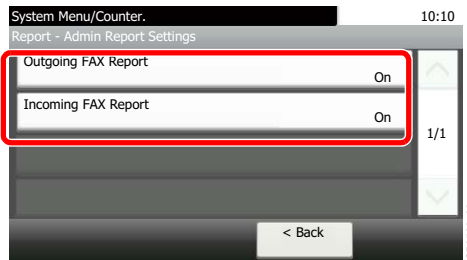 System Menu/Counter.
10:10
Report - Admin Report Settings
Outgoing FAX Report
On
Incoming FAX Report
On
1/1
< Back